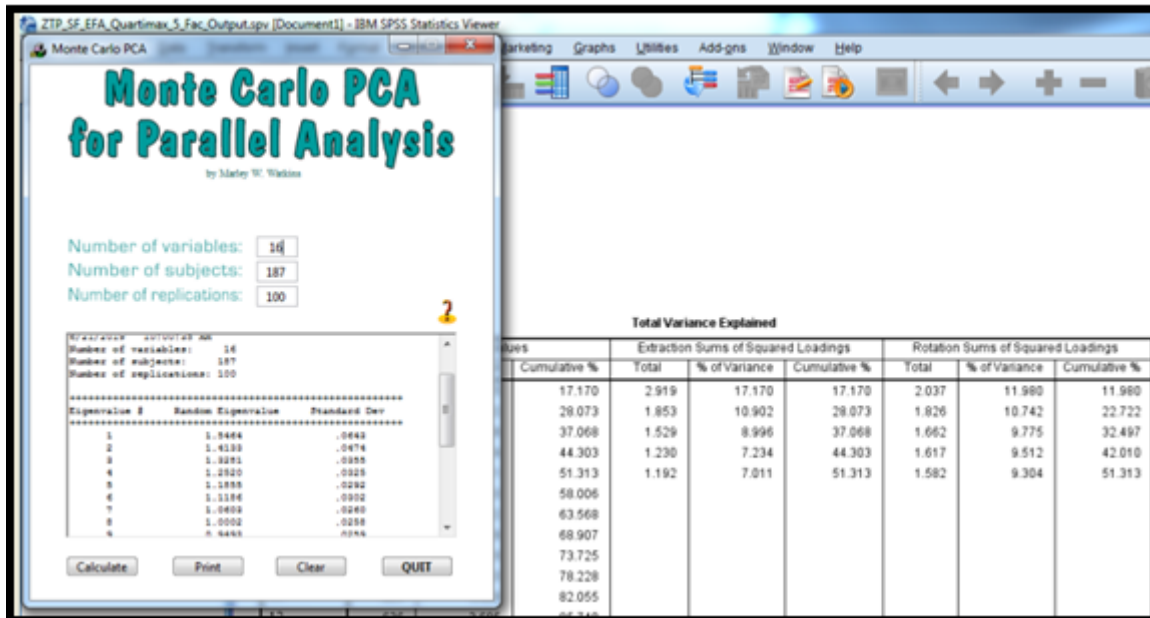 ZTP_SF_EFA_Quartimax_5_Fac_Output.spv [Document1] - IBM SPSS Statistics Viewer
Monte Carlo PCA
Marketing Graphs Utilities Add-ons Window Help
Monte Carlo PCA
for Parallel Analysis
by Marley W. Watkins
Number of variables: 16
Number of subjects: 187
Number of replications: 100
Number of variables: 16
Number of subjects: 187
Number of replications: 100
Eigenvalue # Random Eigenvalue Standard Dev
1 1.5464 .0643
2 1.4133 .0474
3 1.3251 .0355
4 1.2520 .0325
5 1.1855 .0292
6 1.1186 .0302
7 1.0603 .0260
8 1.0002 .0258
Calculate Print Clear QUIT
Total Variance Explained
Extraction Sums of Squared Loadings Rotation Sums of Squared Loadings
Cumulative % Total % of Variance Cumulative % Total % of Variance Cumulative %
17.170 2.919 17.170 17.170 2.037 11.980 11.980
28.073 1.853 10.902 28.073 1.826 10.742 22.722
37.068 1.529 8.996 37.068 1.662 9.775 32.497
44.303 1.230 7.234 44.303 1.617 9.512 42.010
51.313 1.192 7.011 51.313 1.582 9.304 51.313
58.006
63.568
68.907
73.725
78.228
82.055